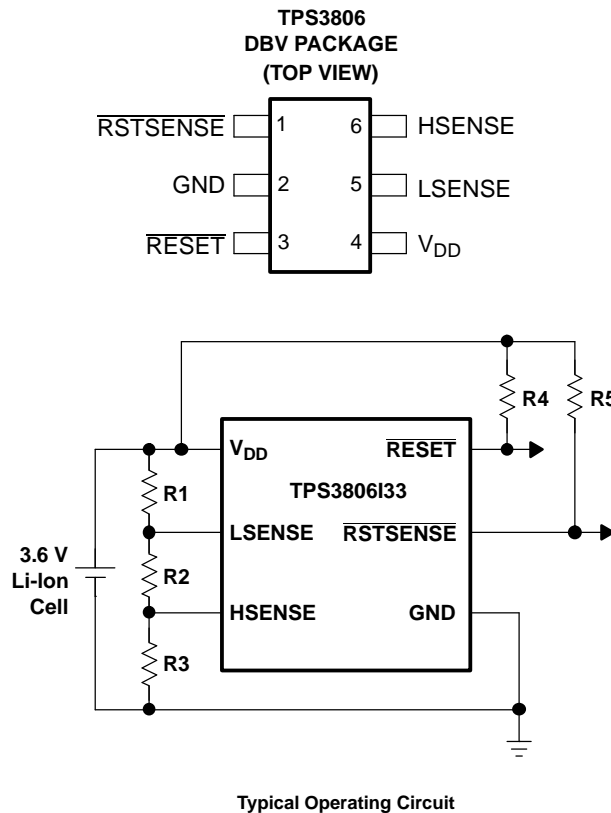 TPS3806
DBV PACKAGE
(TOP VIEW)
RSTSENSE 1 6 HSENSE
GND 2 5 LSENSE
RESET 3 4 VDD
R4 R5
VDD RESET
R1 TPS3806I33
LSENSE RSTSENSE
3.6 V
Li-Ion
Cell
R2
HSENSE GND
R3
Typical Operating Circuit